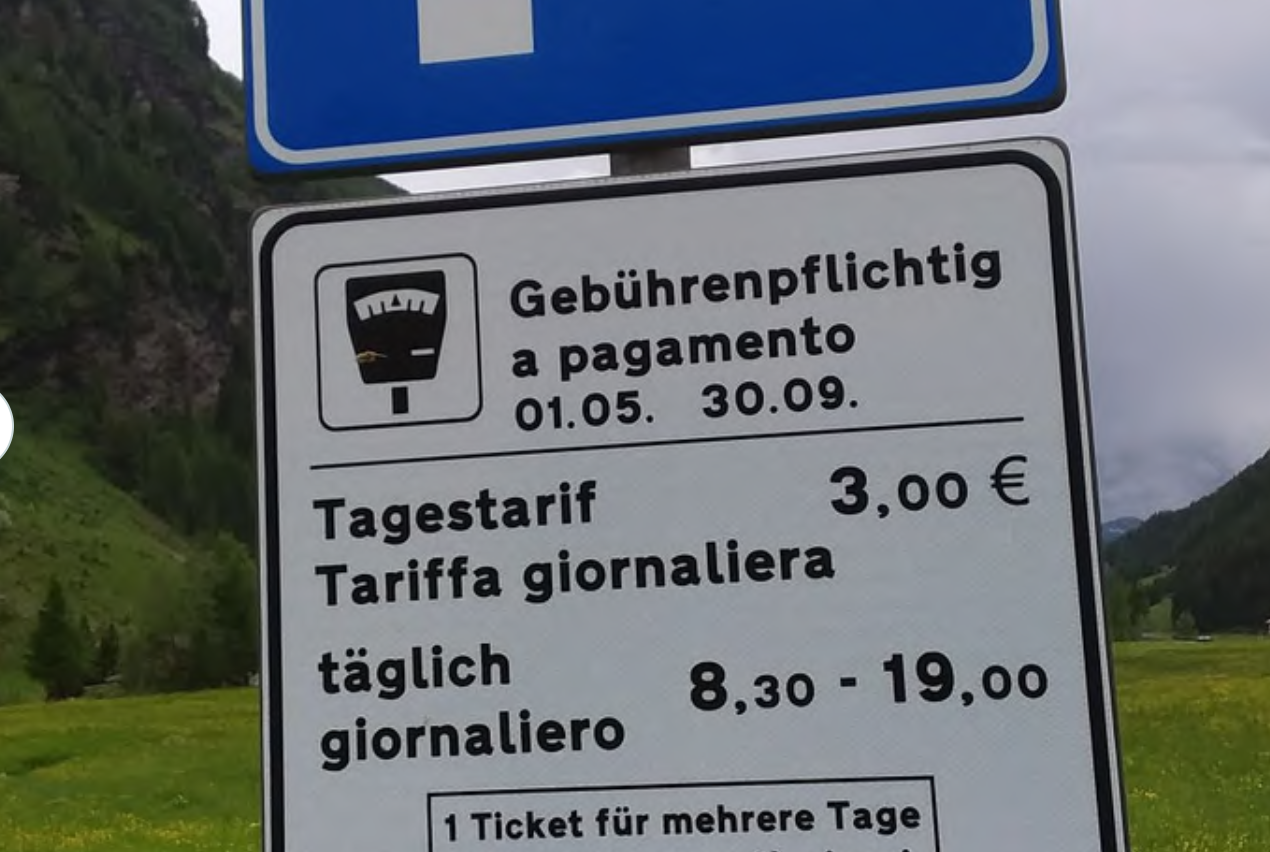 Gebührenpflichtig
a pagamento
01.05. 30.09.
Tagestarif 3,00 €
Tariffa giornaliera
täglich 8,30 - 19,00
giornaliero
1 Ticket für mehrere Tage